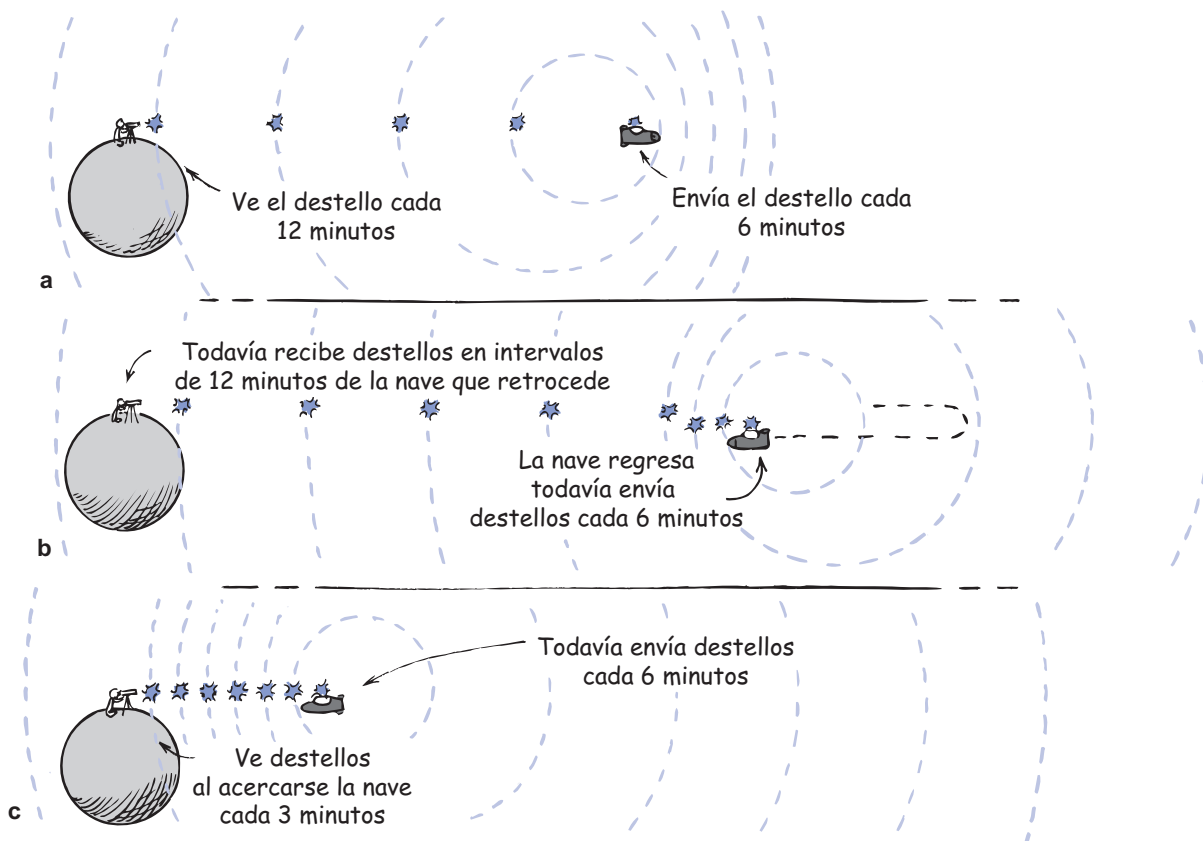 Ve el destello cada
12 minutos
Envía el destello cada
6 minutos
a
Todavía recibe destellos en intervalos
de 12 minutos de la nave que retrocede
La nave regresa
todavía envía
destellos cada 6 minutos
b
Todavía envía destellos
cada 6 minutos
Ve destellos
al acercarse la nave
cada 3 minutos
c